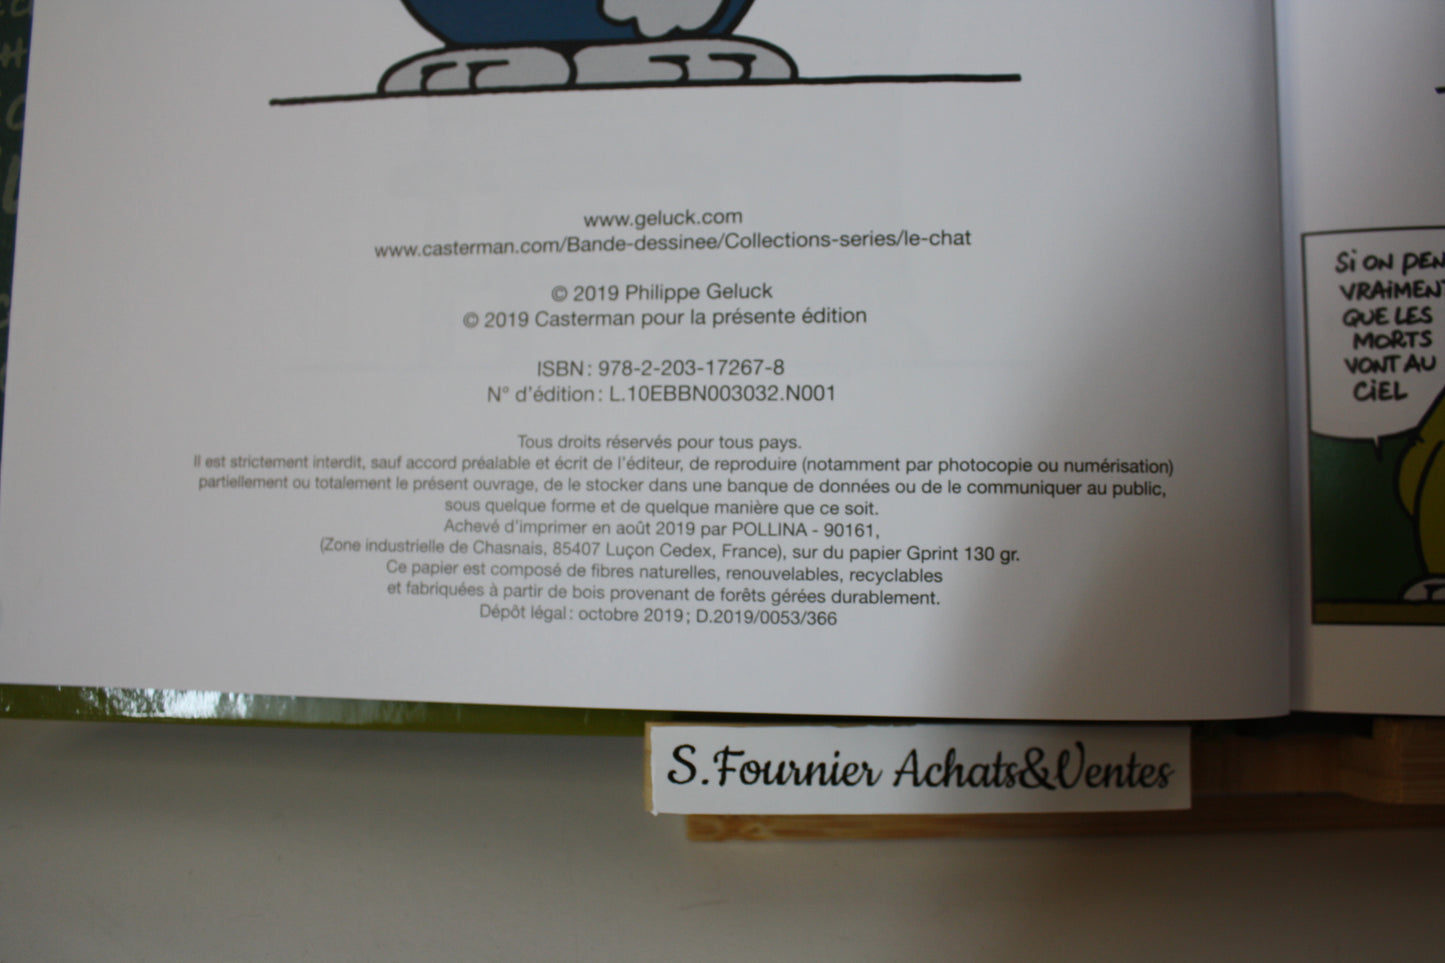 www.geluck.com
www.casterman.com/Bande-dessinee/Collections-series/le-chat
© 2019 Philippe Geluck
© 2019 Casterman pour la présente édition
ISBN : 978-2-203-17267-8
N° d'édition : L.10EBBN003032.N001
Tous droits réservés pour tous pays.
Il est strictement interdit, sauf accord préalable et écrit de l'éditeur, de reproduire (notamment par photocopie ou numérisation)
partiellement ou totalement le présent ouvrage, de le stocker dans une banque de données ou de le communiquer au public,
sous quelque forme et de quelque manière que ce soit.
Achevé d'imprimer en août 2019 par POLLINA - 90161,
(Zone industrielle de Chasnais, 85407 Luçon Cedex, France), sur du papier Gprint 130 gr.
Ce papier est composé de fibres naturelles, renouvelables, recyclables
et fabriquées à partir de bois provenant de forêts gérées durablement.
Dépôt légal : octobre 2019 ; D.2019/0053/366
Si ON PEN
VRAiMENT
QUE LES
MORTS
VONT AU
CiEL
S.Fournier Achats&Ventes